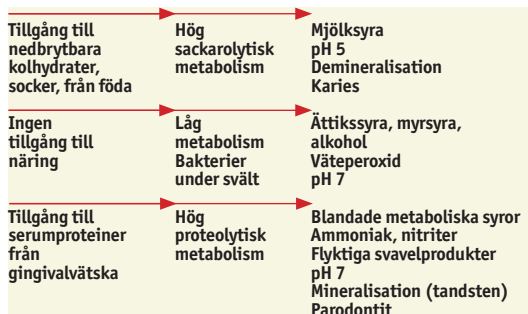 Tillgång till
nedbrytbara
kolhydrater,
socker, från föda
Hög
sackarolytisk
metabolism
Mjölksyra
pH 5
Demineralisation
Karies
Ingen
tillgång till
näring
Låg
metabolism
Bakterier
under svält
Ättikssyra, myrsyra,
alkohol
Väteperoxid
pH 7
Tillgång till
serumproteiner
från
gingivalvätska
Hög
proteolytisk
metabolism
Blandade metaboliska syror
Ammoniak, nitriter
Flyktiga svavelprodukter
pH 7
Mineralisation (tandsten)
Parodontit